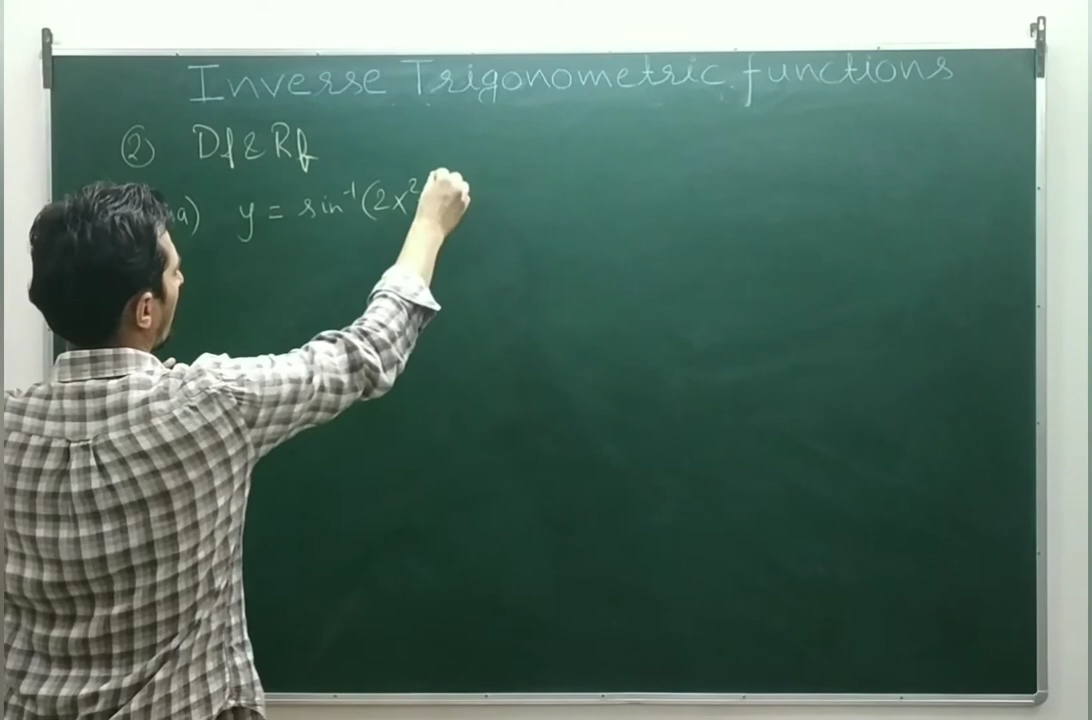 Inverse Trigonometric functions
② Df & Rf
a) y = sin⁻¹(2x²